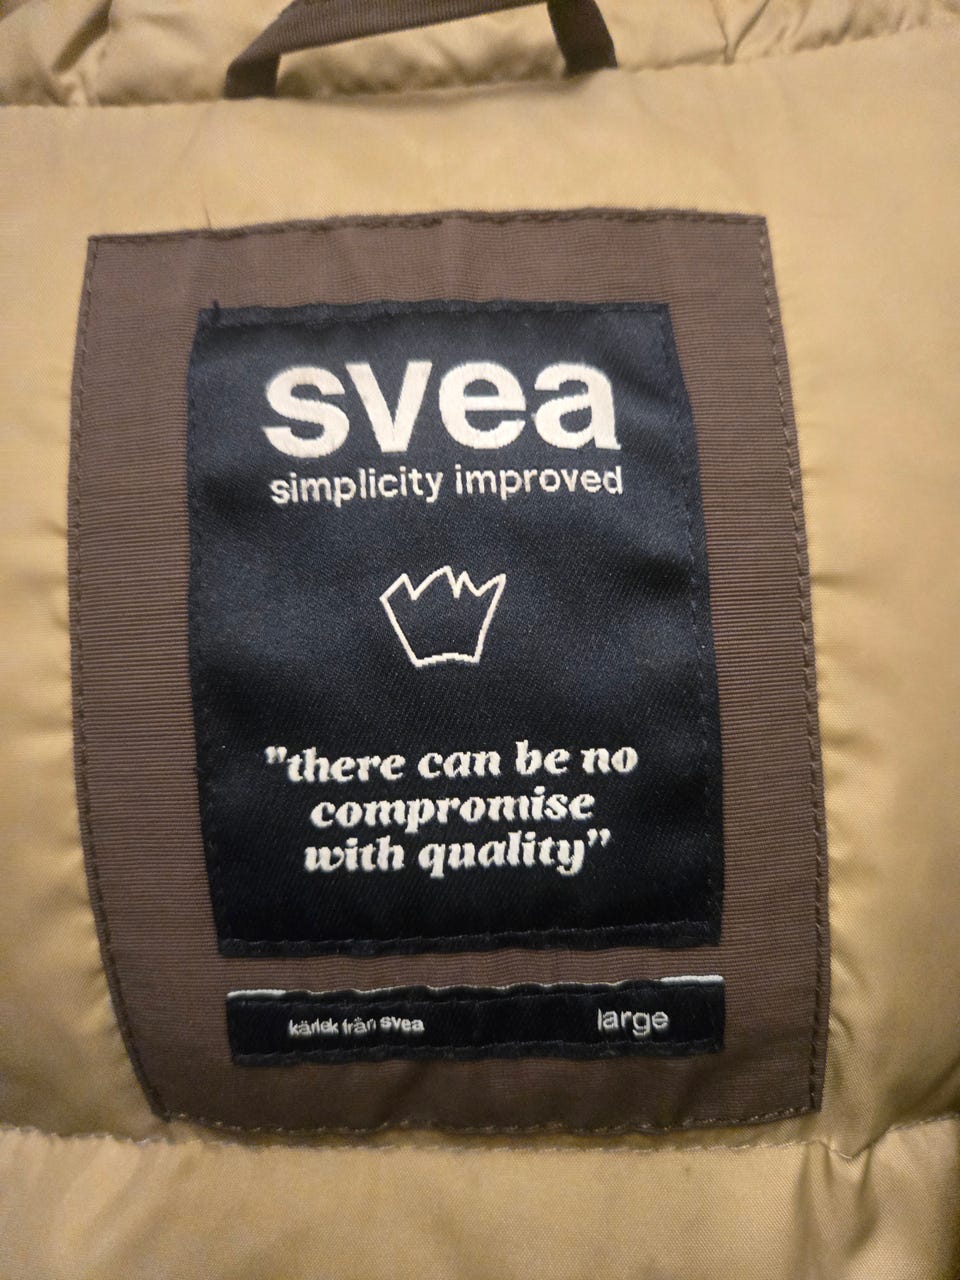 svea
simplicity improved
"there can be no
compromise
with quality”
kärlek från svea
large